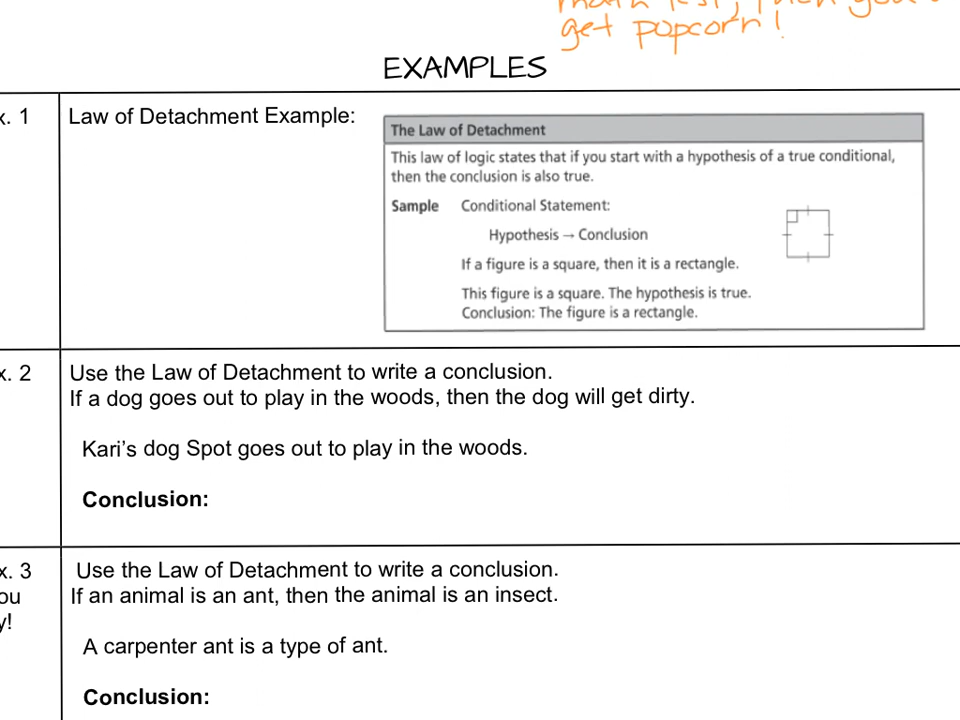 get popcorn!
EXAMPLES
x. 1
Law of Detachment Example:
The Law of Detachment
This law of logic states that if you start with a hypothesis of a true conditional,
then the conclusion is also true.
Sample Conditional Statement:
Hypothesis → Conclusion
If a figure is a square, then it is a rectangle.
This figure is a square. The hypothesis is true.
Conclusion: The figure is a rectangle.
x. 2
Use the Law of Detachment to write a conclusion.
If a dog goes out to play in the woods, then the dog will get dirty.
Kari's dog Spot goes out to play in the woods.
Conclusion:
x. 3
ou
y!
Use the Law of Detachment to write a conclusion.
If an animal is an ant, then the animal is an insect.
A carpenter ant is a type of ant.
Conclusion: